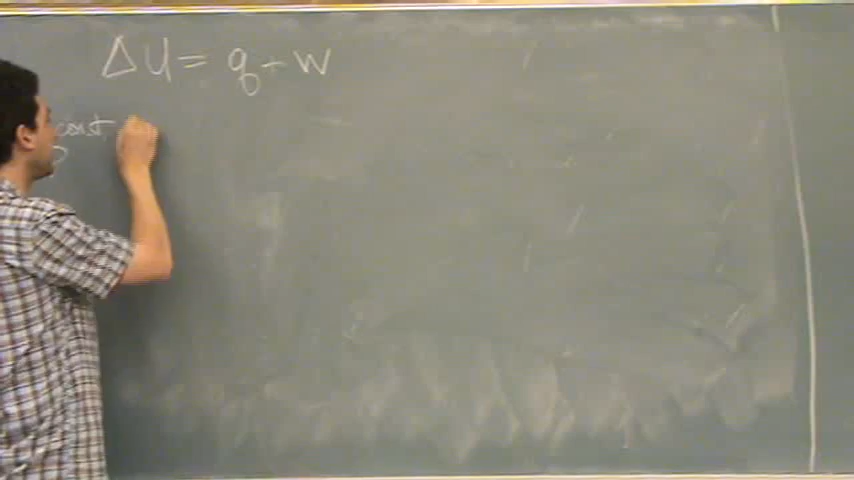 ΔU = q - w
const
P